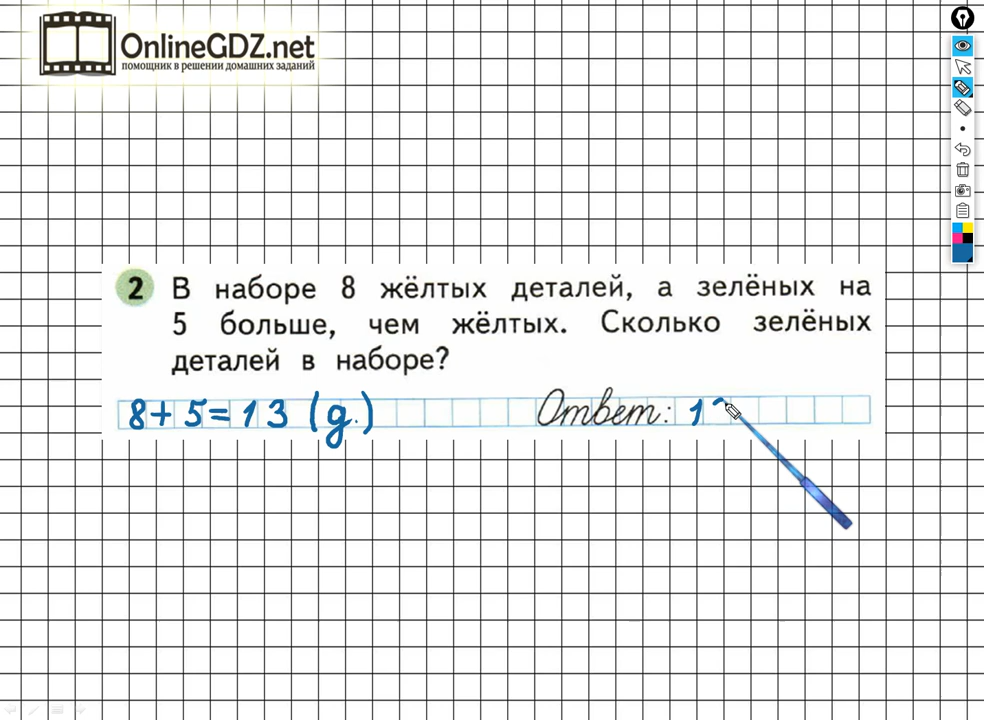 OnlineGDZ.net
помощник в решении домашних заданий
2 В наборе 8 жёлтых деталей, а зелёных на
5 больше, чем жёлтых. Сколько зелёных
деталей в наборе?
8+5=13 (д.) Ответ: 1